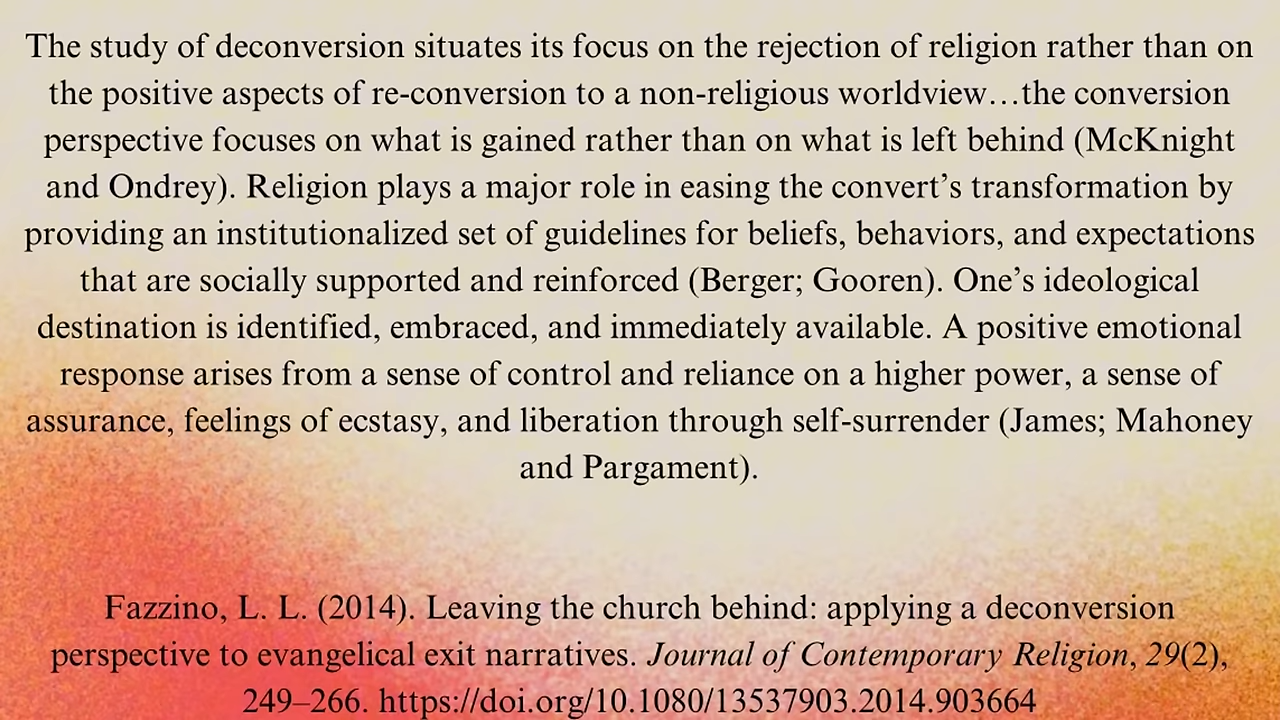 The study of deconversion situates its focus on the rejection of religion rather than on
the positive aspects of re-conversion to a non-religious worldview…the conversion
perspective focuses on what is gained rather than on what is left behind (McKnight
and Ondrey). Religion plays a major role in easing the convert’s transformation by
providing an institutionalized set of guidelines for beliefs, behaviors, and expectations
that are socially supported and reinforced (Berger; Gooren). One’s ideological
destination is identified, embraced, and immediately available. A positive emotional
response arises from a sense of control and reliance on a higher power, a sense of
assurance, feelings of ecstasy, and liberation through self-surrender (James; Mahoney
and Pargament).
Fazzino, L. L. (2014). Leaving the church behind: applying a deconversion
perspective to evangelical exit narratives. Journal of Contemporary Religion, 29(2),
249–266. https://doi.org/10.1080/13537903.2014.903664